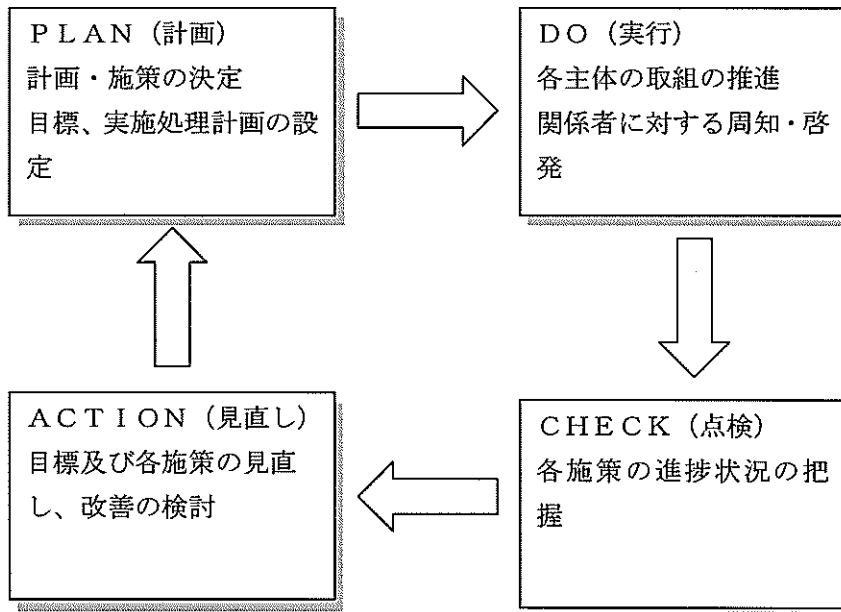 ＰＬＡＮ（計画）
計画・施策の決定
目標、実施処理計画の設
定
ＤＯ（実行）
各主体の取組の推進
関係者に対する周知・啓
発
ＡＣＴＩＯＮ（見直し）
目標及び各施策の見直
し、改善の検討
ＣＨＥＣＫ（点検）
各施策の進捗状況の把
握